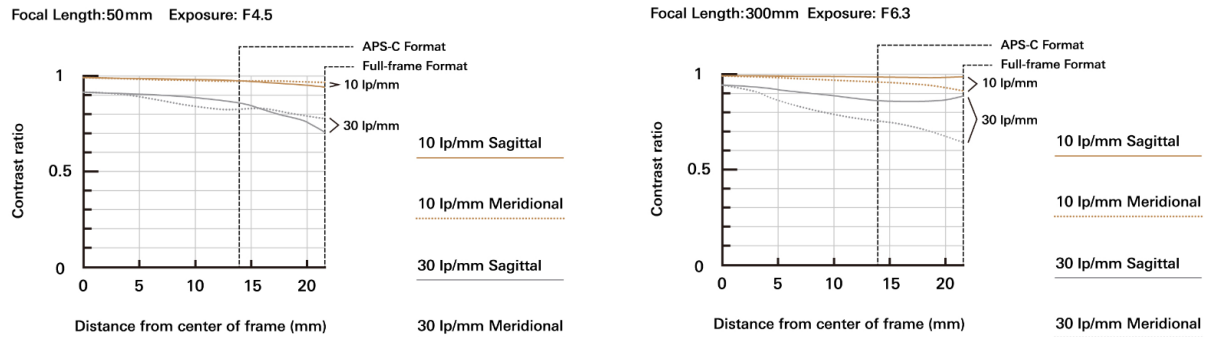 Focal Length:50mm Exposure: F4.5
APS-C Format
Full-frame Format
1
10 lp/mm
30 lp/mm
0.5
0
Contrast ratio
0 5 10 15 20
Distance from center of frame (mm)
10 lp/mm Sagittal
10 lp/mm Meridional
30 lp/mm Sagittal
30 lp/mm Meridional
Focal Length:300mm Exposure: F6.3
APS-C Format
Full-frame Format
1
10 lp/mm
30 lp/mm
0.5
0
Contrast ratio
0 5 10 15 20
Distance from center of frame (mm)
10 lp/mm Sagittal
10 lp/mm Meridional
30 lp/mm Sagittal
30 lp/mm Meridional